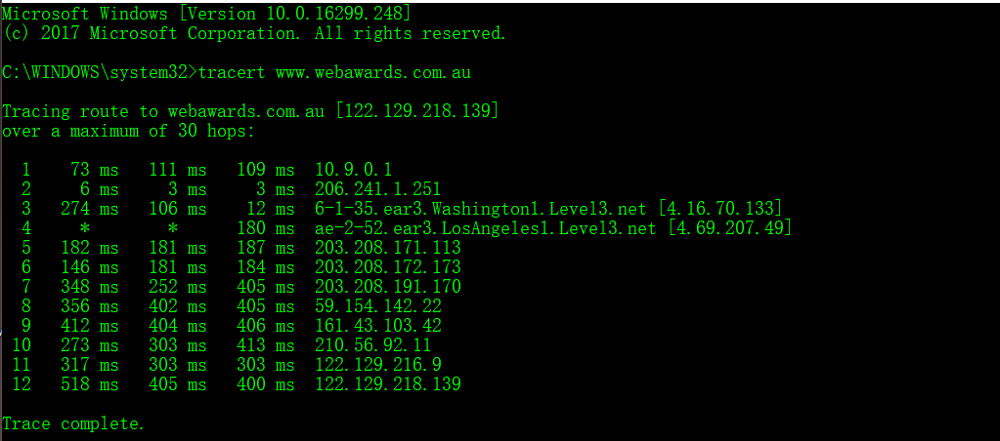 Microsoft Windows [Version 10.0.16299.248]
(c) 2017 Microsoft Corporation. All rights reserved.
C:\WINDOWS\system32>tracert www.webawards.com.au
Tracing route to webawards.com.au [122.129.218.139]
over a maximum of 30 hops:
1 73 ms 111 ms 109 ms 10.9.0.1
2 6 ms 3 ms 3 ms 206.241.1.251
3 274 ms 106 ms 12 ms 6-1-35.ear3.Washington1.Level3.net [4.16.70.133]
4 * * 180 ms ae-2-52.ear3.LosAngeles1.Level3.net [4.69.207.49]
5 182 ms 181 ms 187 ms 203.208.171.113
6 146 ms 181 ms 184 ms 203.208.172.173
7 348 ms 252 ms 405 ms 203.208.191.170
8 356 ms 402 ms 405 ms 59.154.142.22
9 412 ms 404 ms 406 ms 161.43.103.42
10 273 ms 303 ms 413 ms 210.56.92.11
11 317 ms 303 ms 303 ms 122.129.216.9
12 518 ms 405 ms 400 ms 122.129.218.139
Trace complete.